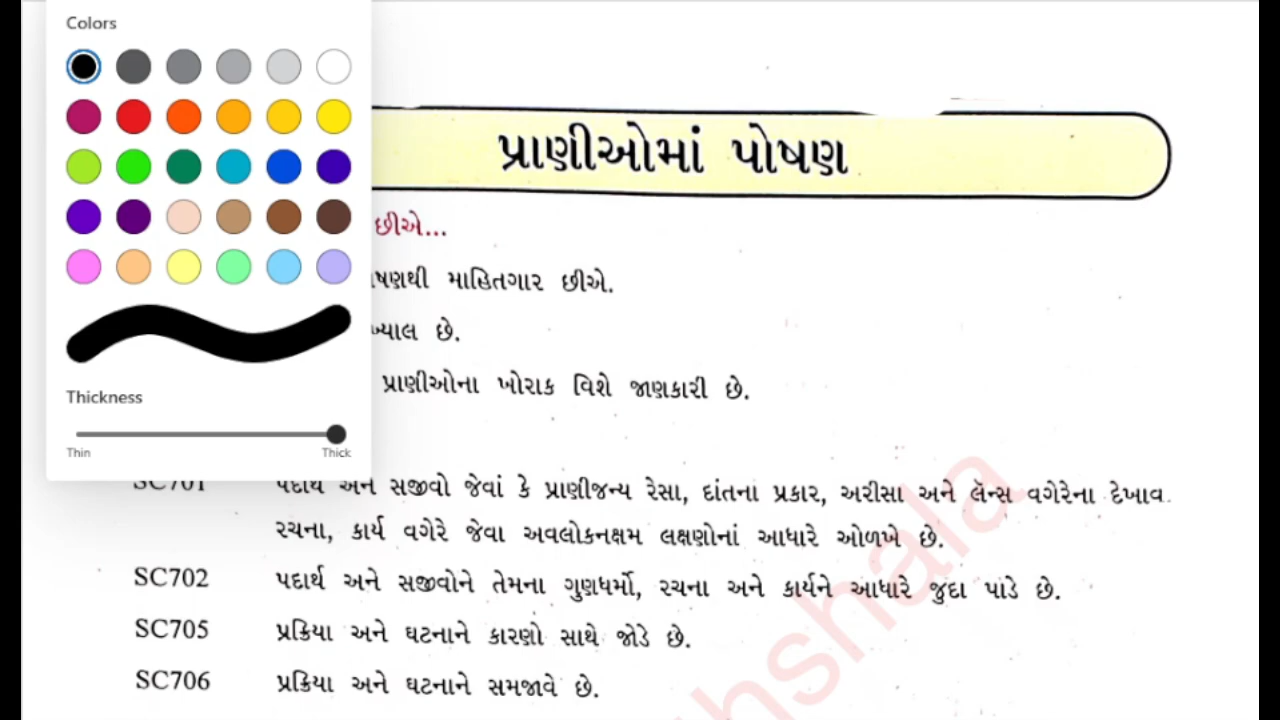 Colors
પ્રાણીઓમાં પોષણ
છીએ...
માહિતગાર છીએ.
ખ્યાલ છે.
પ્રાણીઓના ખોરાક વિશે જાણકારી છે.
Thickness
Thin Thick
SC701 પદાર્થ અને સજીવો જેવાં કે પ્રાણીજન્ય રેસા, દાંતના પ્રકાર, અરીસા અને લૅન્સ વગેરેના દેખાવ
રચના, કાર્ય વગેરે જેવા અવલોકનક્ષમ લક્ષણોનાં આધારે ઓળખે છે.
SC702 પદાર્થ અને સજીવોને તેમના ગુણધર્મો, રચના અને કાર્યને આધારે જુદા પાડે છે.
SC705 પ્રક્રિયા અને ઘટનાને કારણો સાથે જોડે છે.
SC706 પ્રક્રિયા અને ઘટનાને સમજાવે છે.